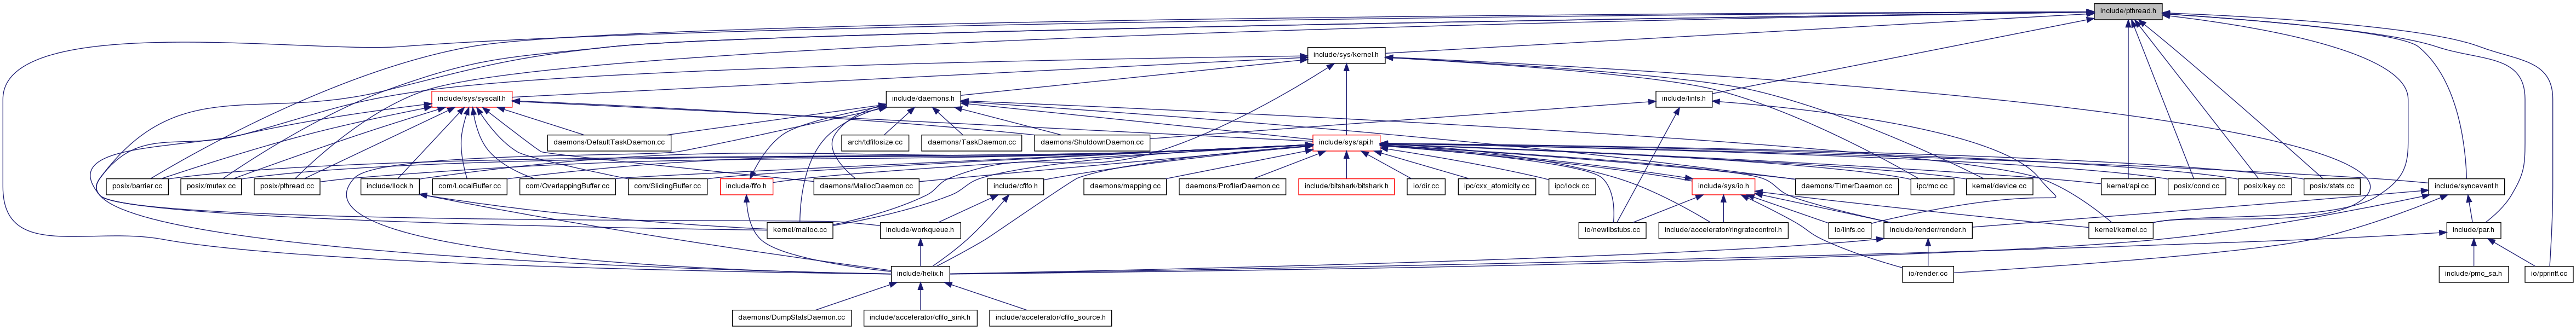 include/pthread.h
include/sys/kernel.h
include/sys/syscall.h
include/daemons.h
include/linfs.h
daemons/DefaultTaskDaemon.cc
arch/tdfifosize.cc
daemons/TaskDaemon.cc
daemons/ShutdownDaemon.cc
include/sys/api.h
posix/barrier.cc
posix/mutex.cc
posix/pthread.cc
include/lock.h
com/LocalBuffer.cc
com/OverlappingBuffer.cc
com/SlidingBuffer.cc
include/fifo.h
daemons/MallocDaemon.cc
include/cfifo.h
daemons/mapping.cc
daemons/ProfilerDaemon.cc
include/bitshark/bitshark.h
io/dir.cc
ipc/cxx_atomicity.cc
ipc/lock.cc
include/sys/io.h
daemons/TimerDaemon.cc
ipc/mc.cc
kernel/device.cc
kernel/api.cc
posix/cond.cc
posix/key.cc
posix/stats.cc
include/syncevent.h
kernel/malloc.cc
include/workqueue.h
io/newlibstubs.cc
include/accelerator/ringratecontrol.h
io/linfs.cc
include/render/render.h
kernel/kernel.cc
include/par.h
include/helix.h
io/render.cc
include/pmc_sa.h
io/pprintf.cc
daemons/DumpStatsDaemon.cc
include/accelerator/cfifo_sink.h
include/accelerator/cfifo_source.h